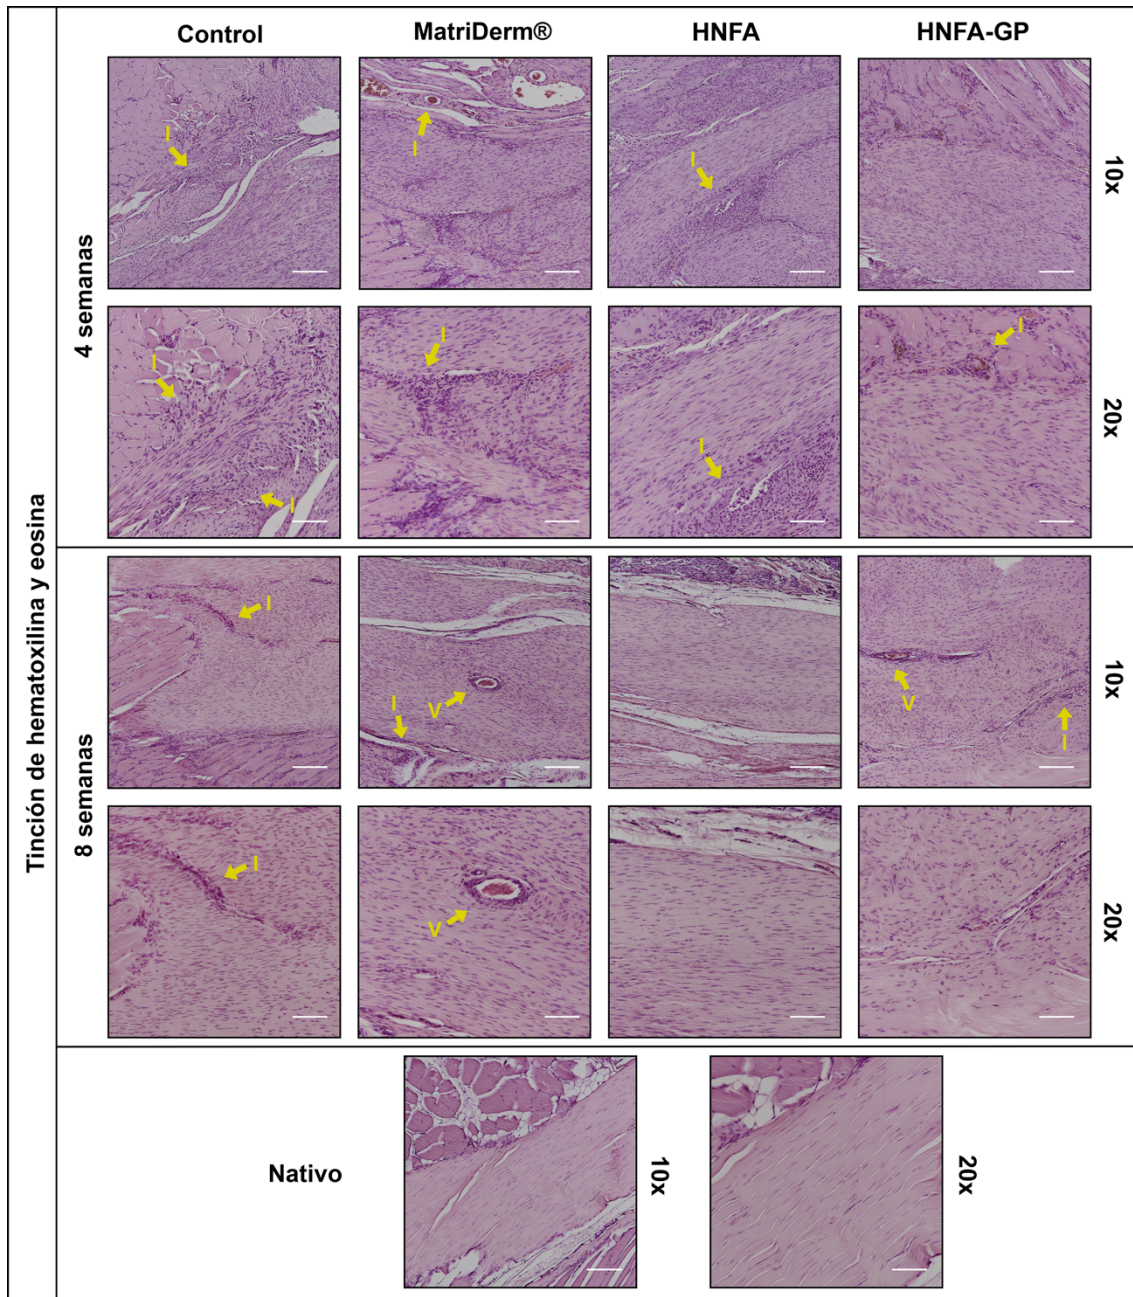 Control MatriDerm® HNFA HNFA-GP
Tinción de hematoxilina y eosina
4 semanas
I I I 10x
I I I I I 20x
8 semanas
I V I V I 10x
I V 20x
Nativo 10x 20x